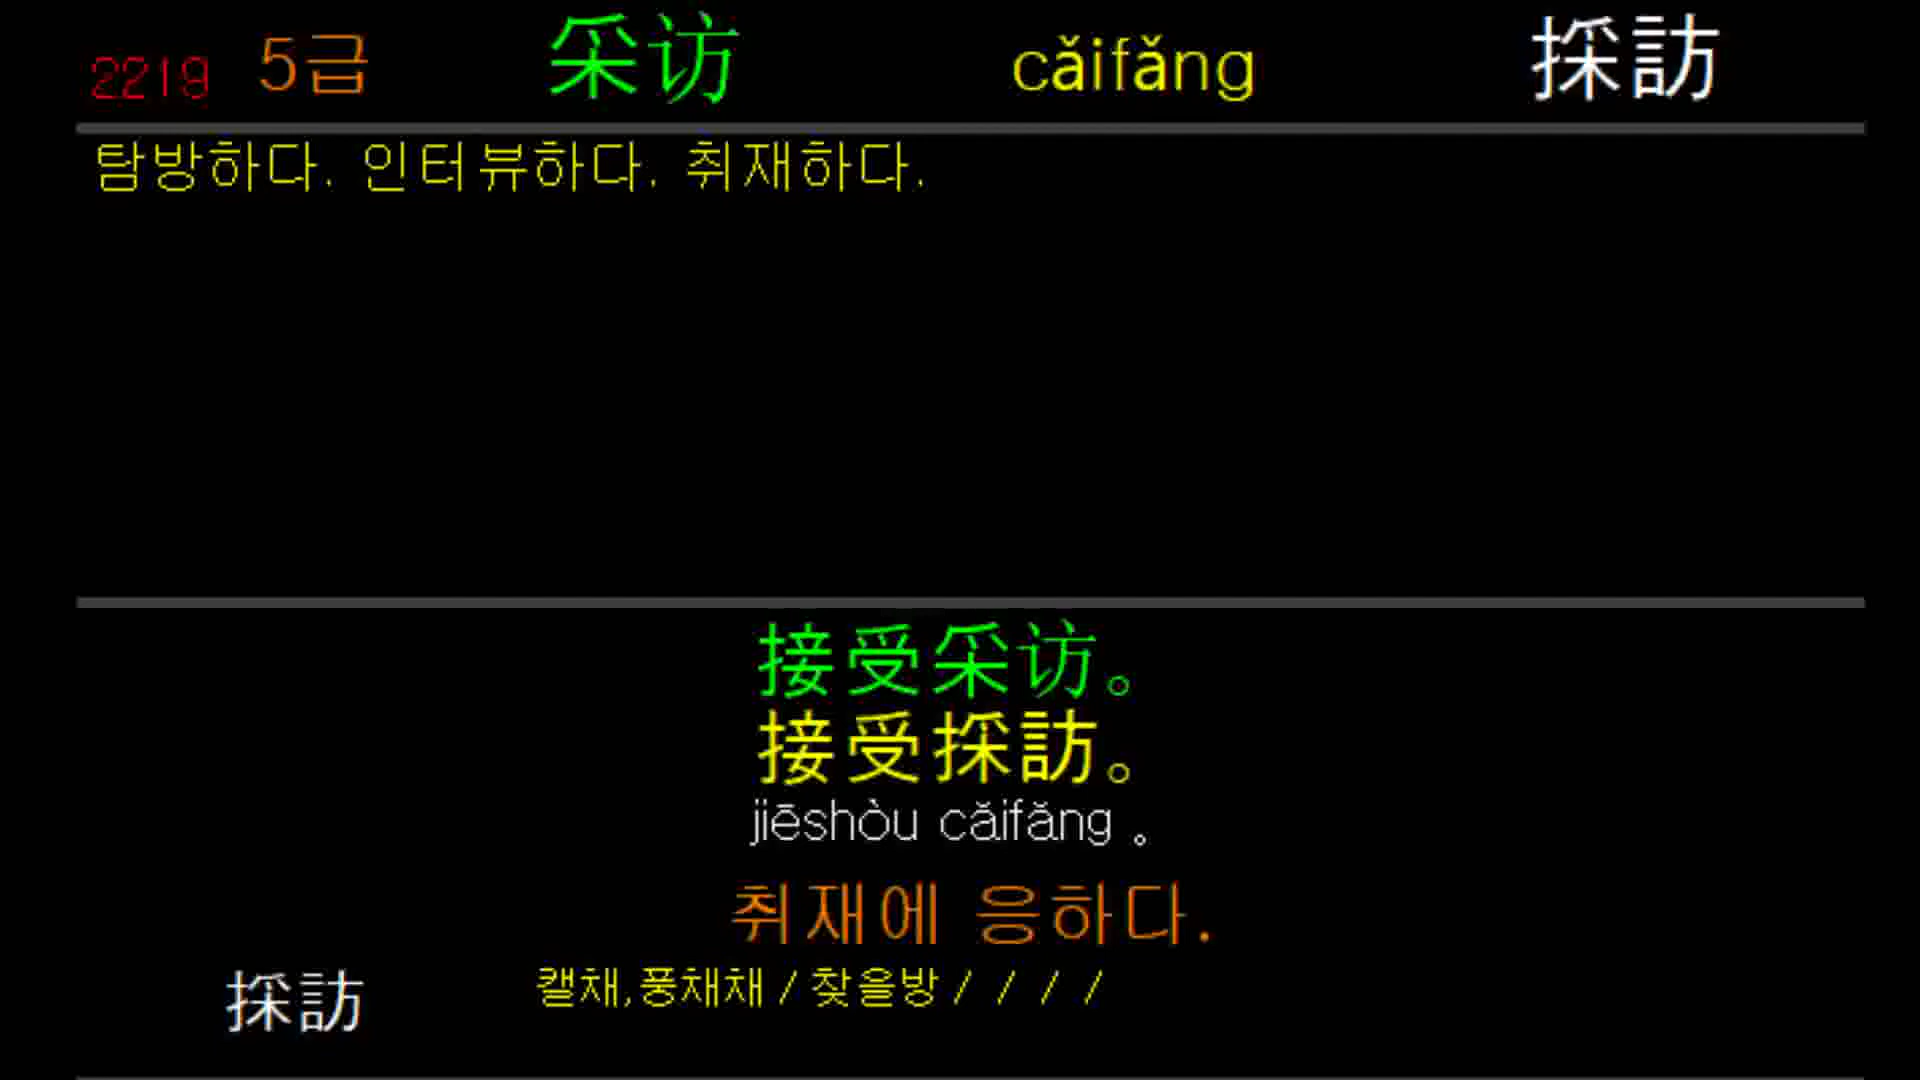 2219 5급 采访 cǎifǎng 採訪
탐방하다. 인터뷰하다. 취재하다.
接受采访。
接受採訪。
jiēshòu cǎifǎng 。
취재에 응하다.
採訪 캘채,풍채채 / 찾을방 / / / /